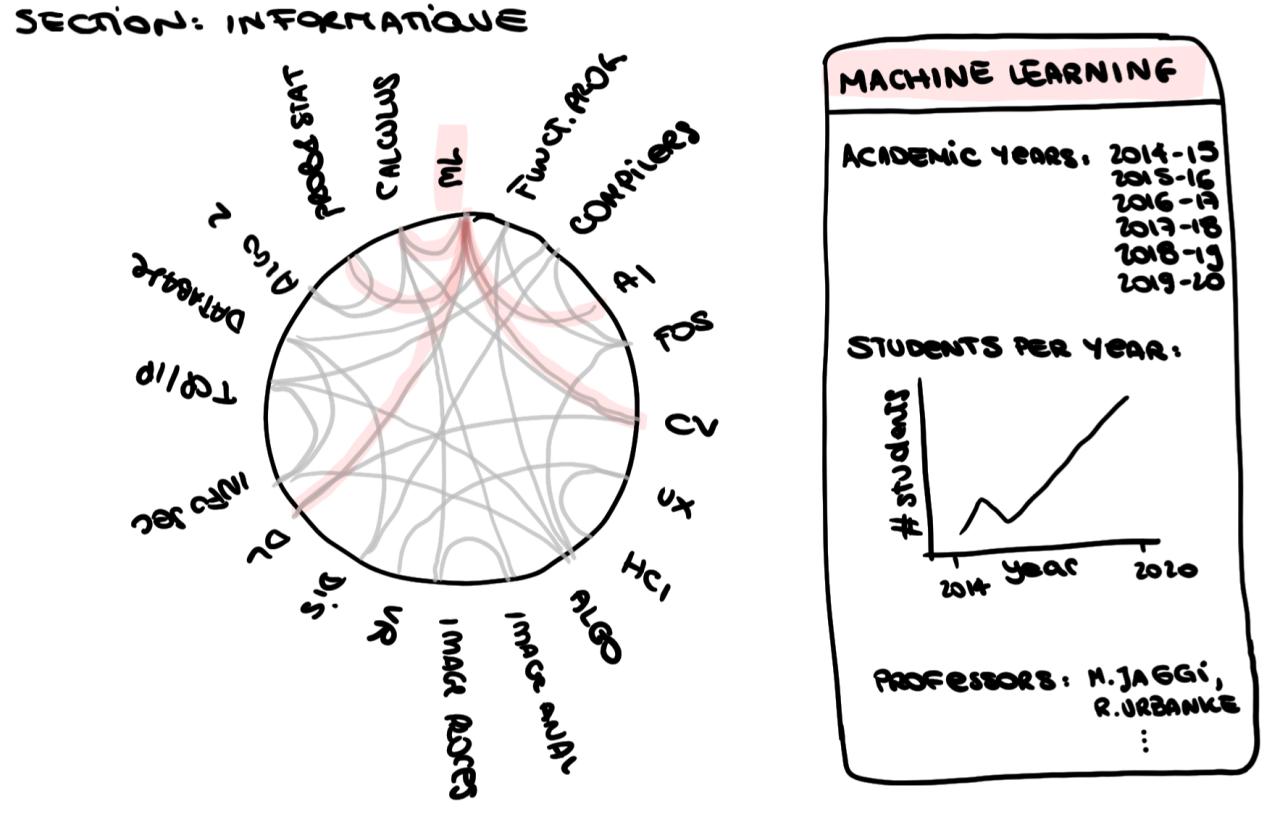 SECTION: INFORMATIQUE
ML
FUNCT. PROG
COMPILERS
AI
FOS
CV
UX
HCI
ALGO
IMAGE ANAL
IMAGE PROCES
VR
D.S
DL
INFO SEC
TCP/IP
DATABASE
ALGO 2
PROB & STAT
CALCULUS
MACHINE LEARNING
ACADEMIC YEARS: 2014-15
2015-16
2016-17
2017-18
2018-19
2019-20
STUDENTS PER YEAR:
# students
2014
year
2020
PROFESSORS: M.JAGGI,
R.URBANKE
⋮